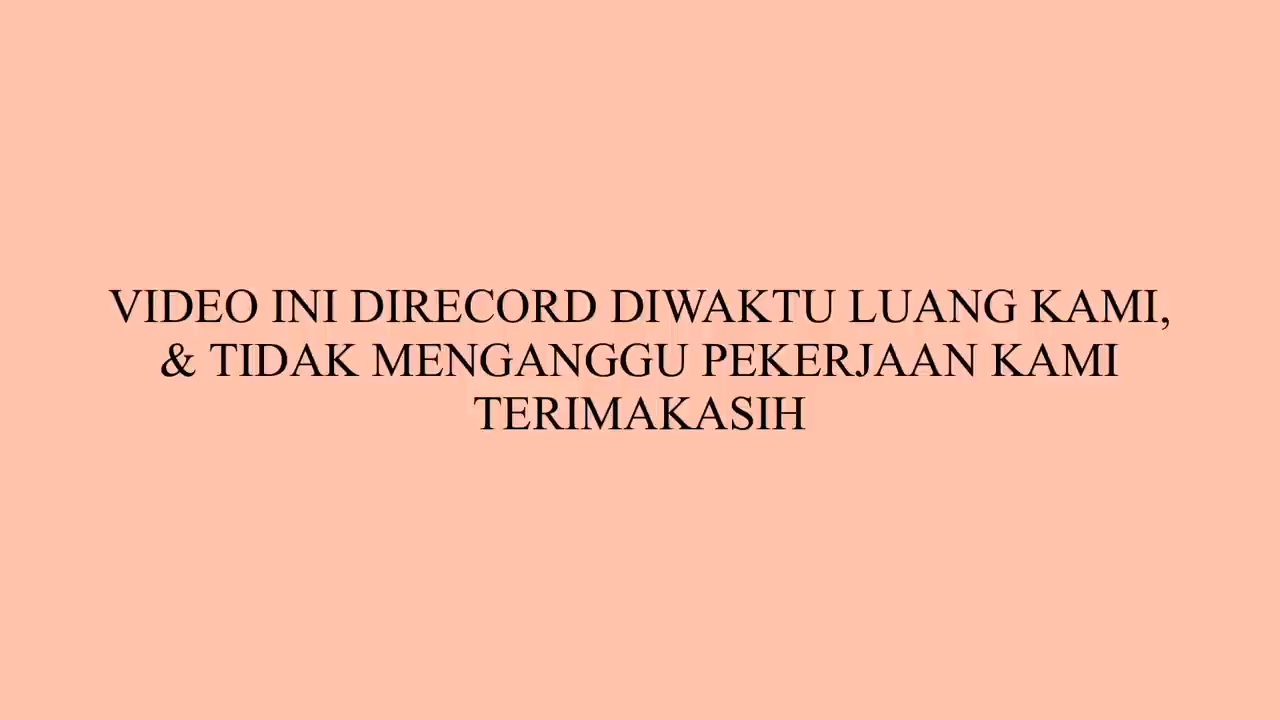 VIDEO INI DIRECORD DIWAKTU LUANG KAMI,
& TIDAK MENGANGGU PEKERJAAN KAMI
TERIMAKASIH